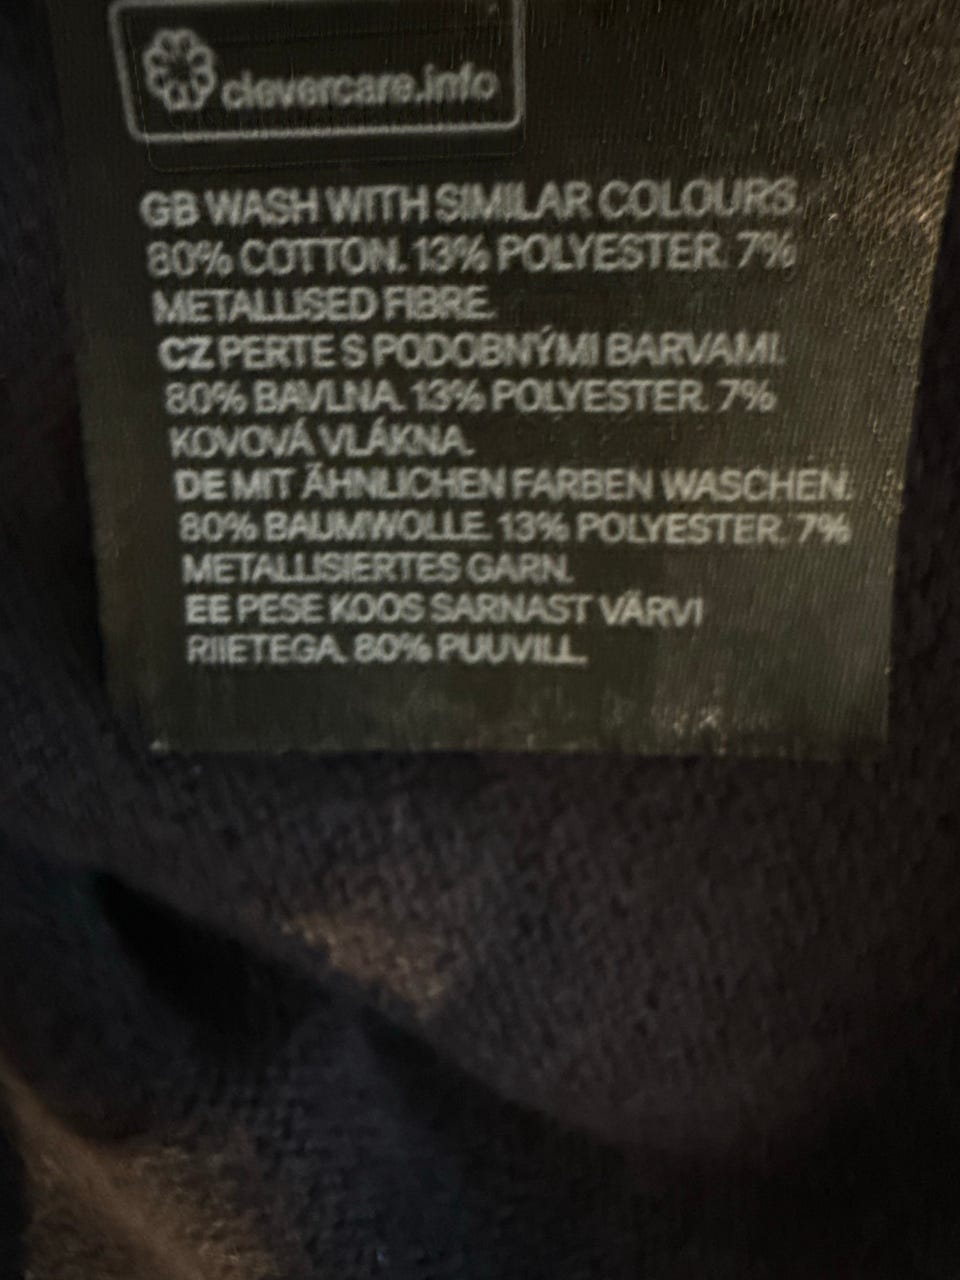 clevercare.info
GB WASH WITH SIMILAR COLOURS.
80% COTTON. 13% POLYESTER. 7%
METALLISED FIBRE.
CZ PERTE S PODOBNÝMI BARVAMI.
80% BAVLNA. 13% POLYESTER. 7%
KOVOVÁ VLÁKNA.
DE MIT ÄHNLICHEN FARBEN WASCHEN.
80% BAUMWOLLE. 13% POLYESTER. 7%
METALLISIERTES GARN.
EE PESE KOOS SARNAST VÄRVI
RIIETEGA. 80% PUUVILL.